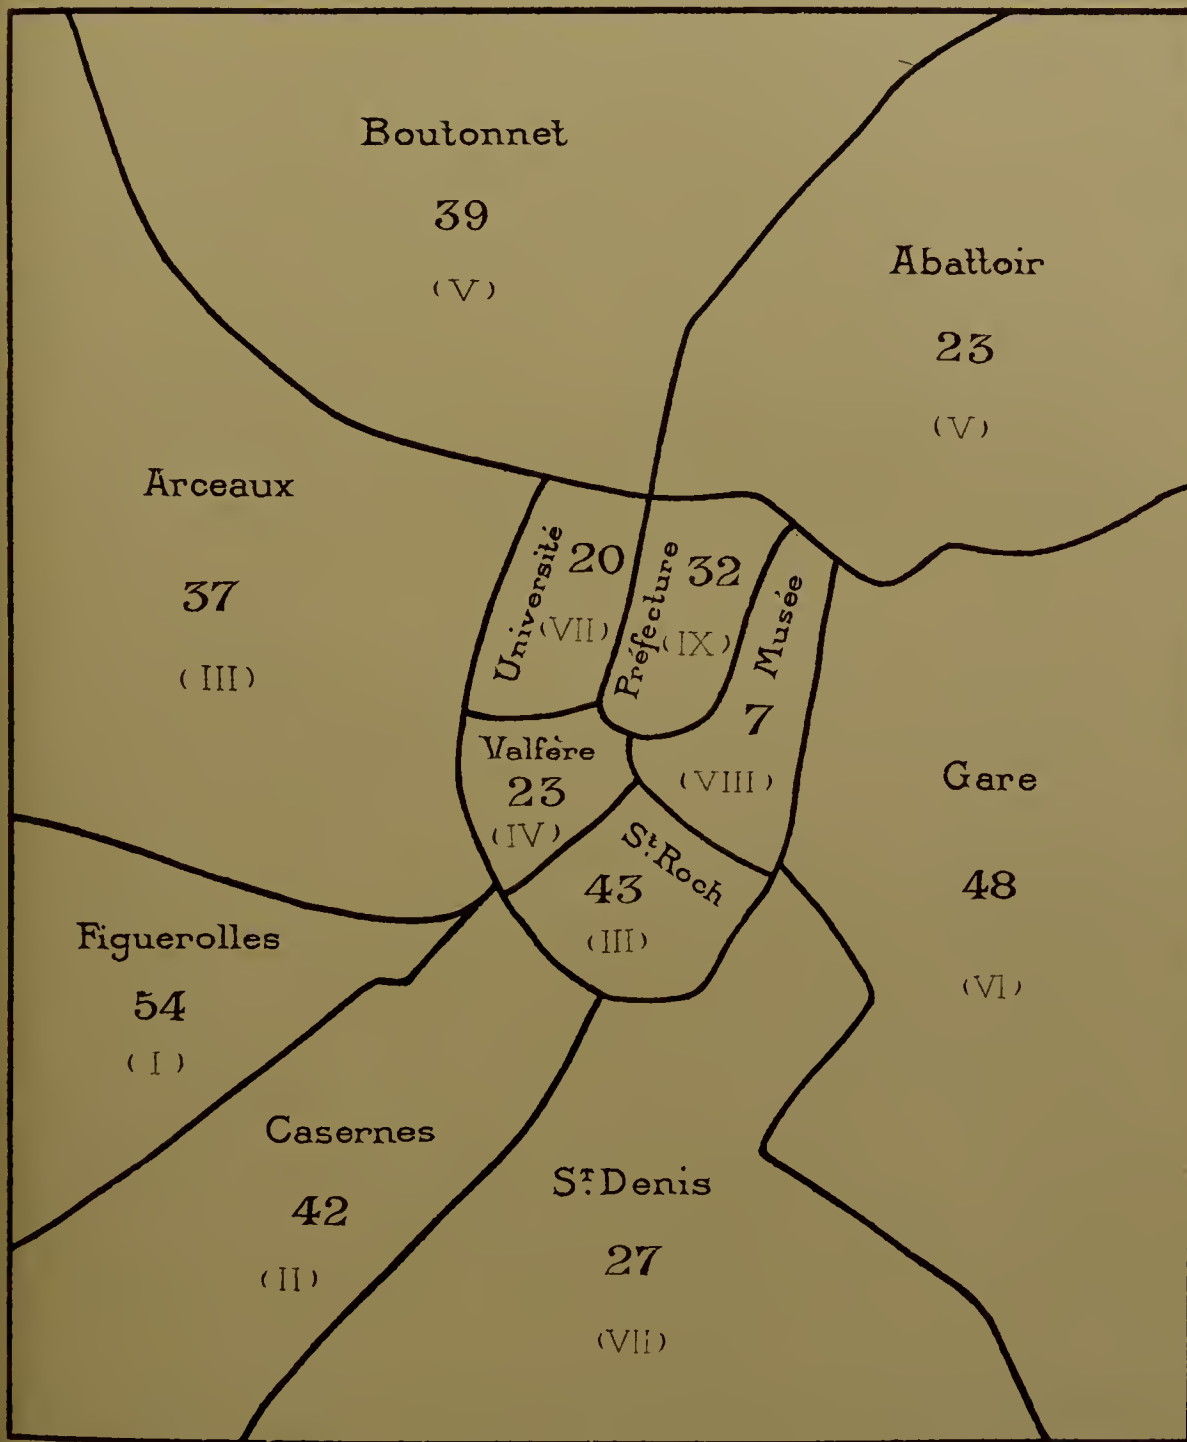 Boutonnet
39
(V)
Abattoir
23
(V)
Arceaux
37
(III)
Université
20
(VII)
Préfecture
32
(IX)
Musée
7
(VIII)
Valfère
23
(IV)
St. Roch
43
(III)
Gare
48
(VI)
Figuerolles
54
(I)
Casernes
42
(II)
ST. Denis
27
(VIi)